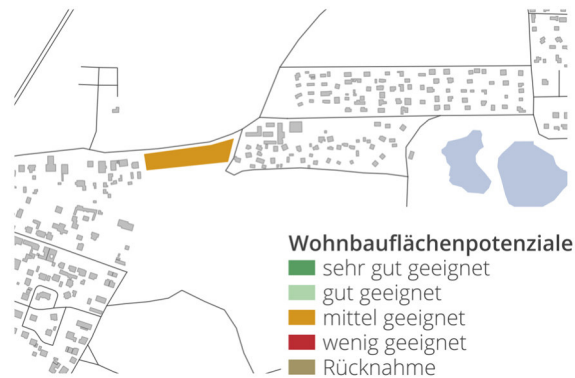 Wohnbauflächenpotenziale
sehr gut geeignet
gut geeignet
mittel geeignet
wenig geeignet
Rücknahme